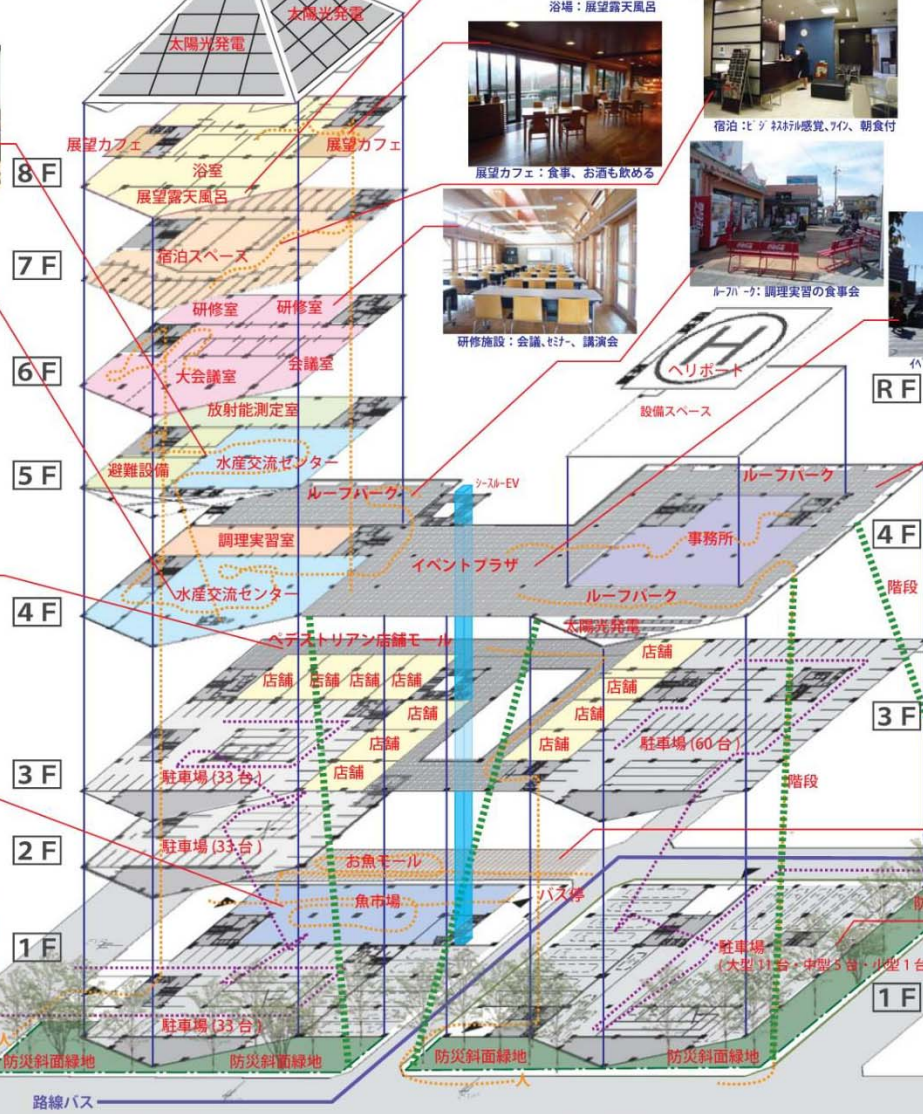 浴場：展望露天風呂
太陽光発電
太陽光発電
展望カフェ：食事、お酒も飲める
宿泊：ビジネスホテル感覚、ツイン、朝食付
展望カフェ
展望カフェ
8F
浴室
展望露天風呂
7F
宿泊スペース
研修施設：会議、セミナー、講演会
ルーフパーク：調理実習の食事会
研修室
研修室
6F
大会議室
会議室
ヘリポート
RF
放射能測定室
設備スペース
5F
避難設備
水産交流センター
ルーフパーク
シースルーEV
ルーフパーク
調理実習室
イベントプラザ
事務所
4F
水産交流センター
ルーフパーク
階段
4F
太陽光発電
ペデストリアン店舗モール
店舗
店舗
店舗
店舗
店舗
店舗
店舗
店舗
店舗
店舗
店舗
3F
駐車場(60台)
3F
駐車場(33台)
階段
2F
駐車場(33台)
お魚モール
魚市場
バス停
1F
駐車場
(大型11台・中型5台・小型1台
1F
駐車場(33台)
人
防災斜面緑地
防災斜面緑地
防災斜面緑地
防災斜面緑地
人
路線バス